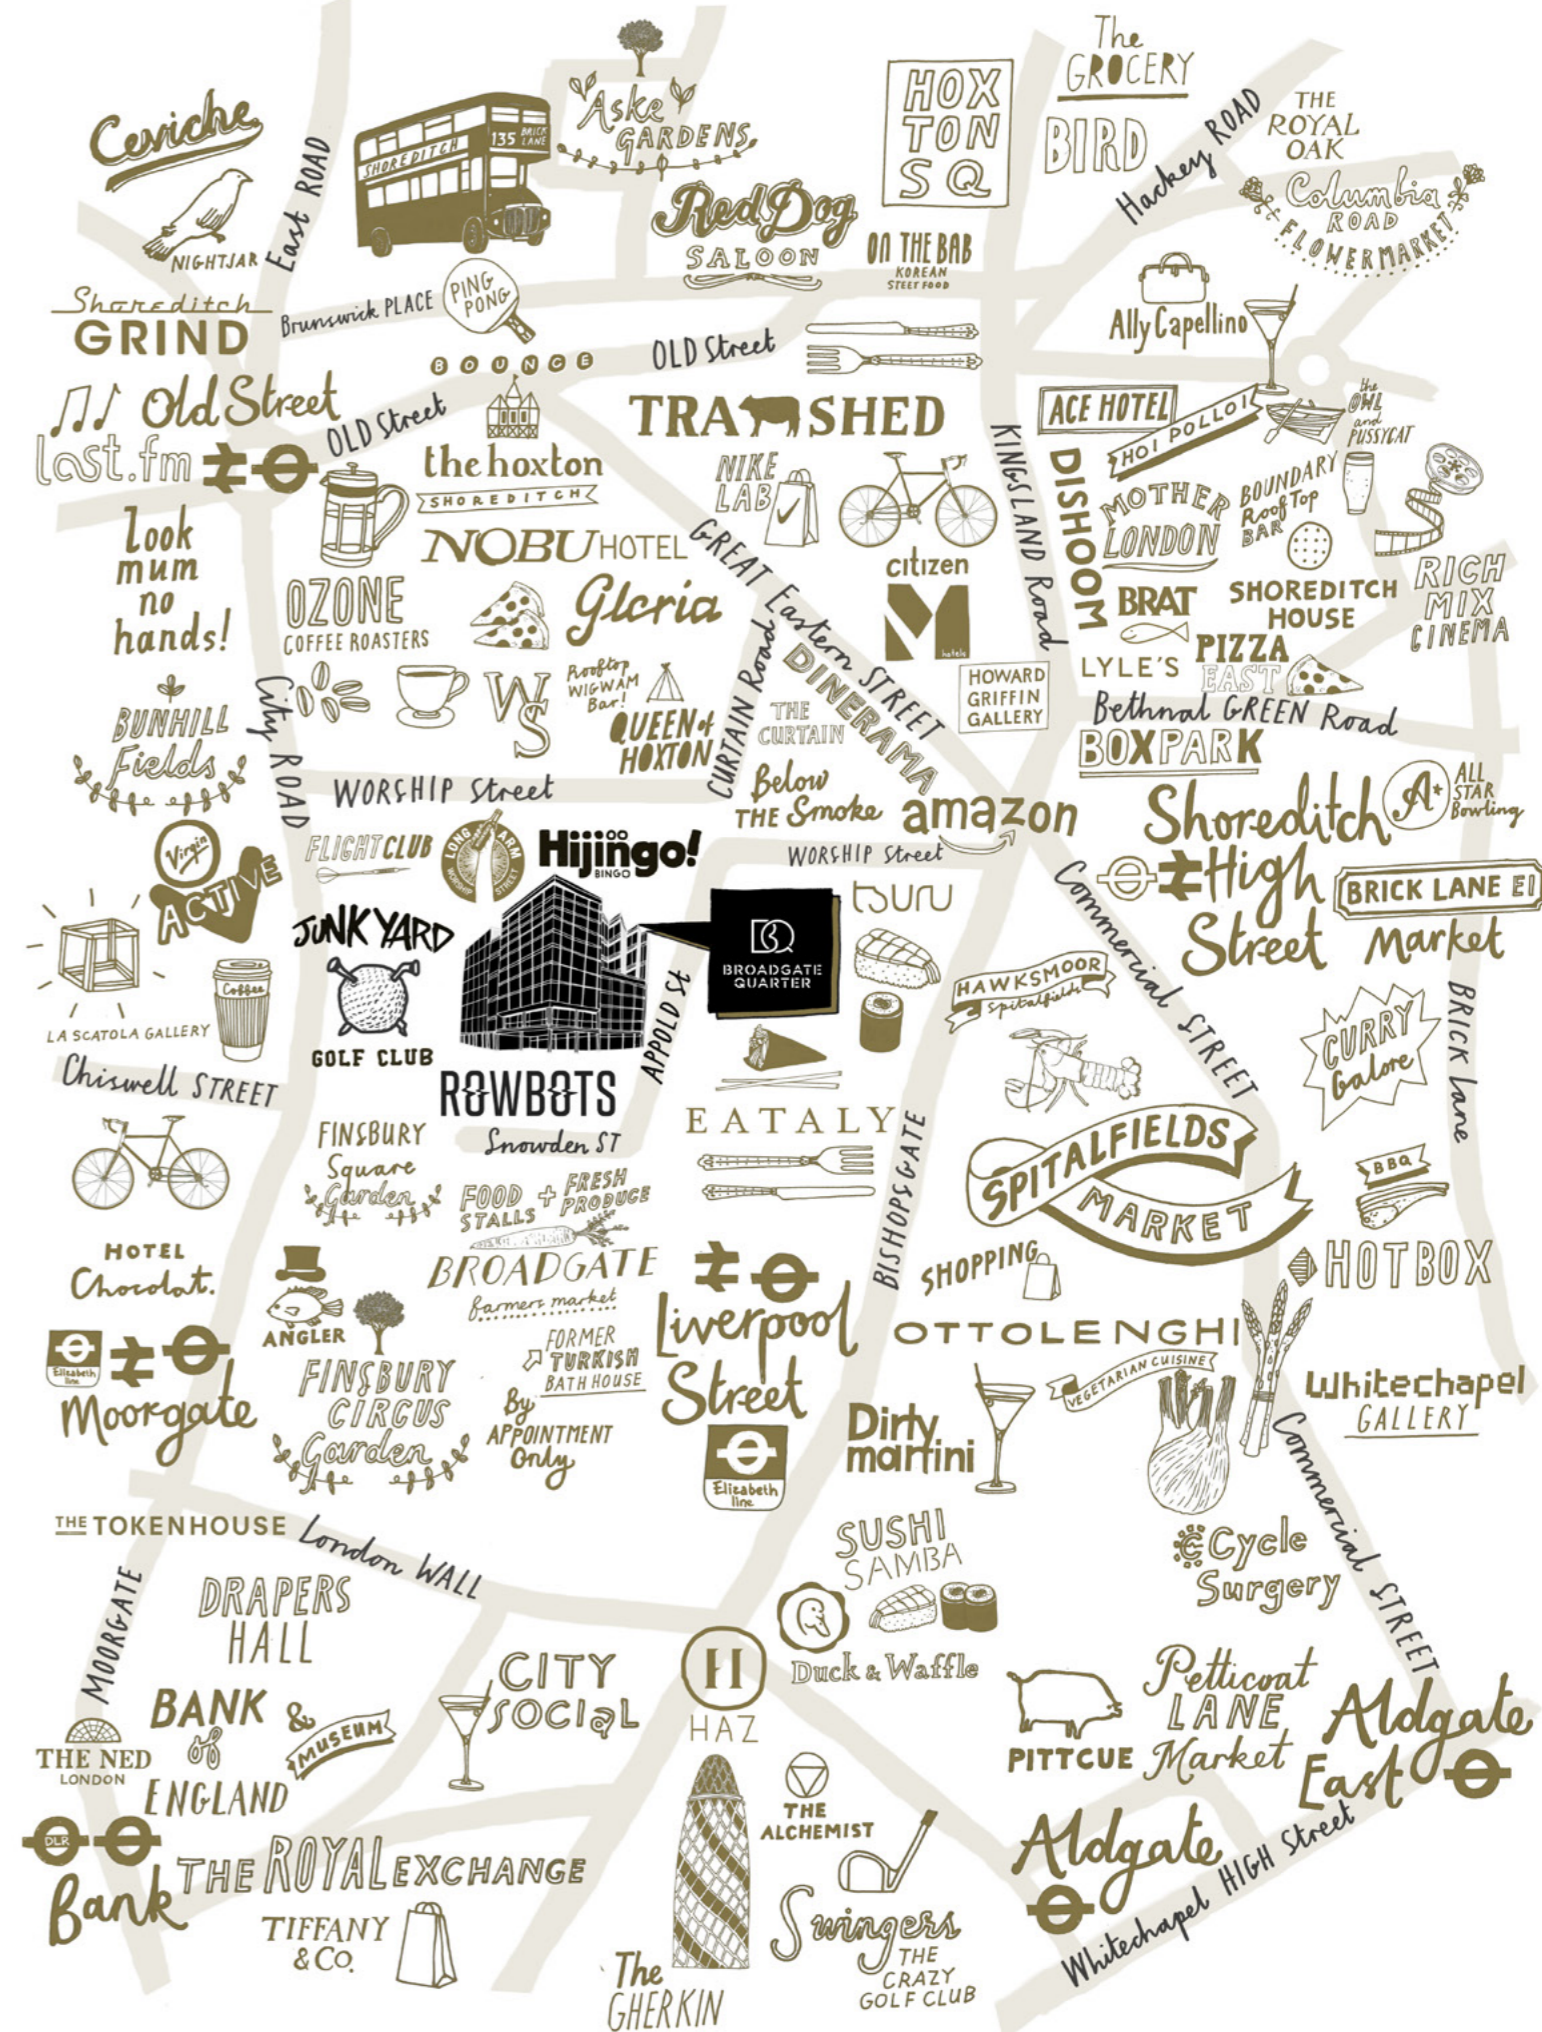 The
GROCERY
HOX
TON
SQ
BIRD
Hackey ROAD
THE
ROYAL
OAK
Columbia
ROAD
FLOWERMARKET
Ceviche
NIGHTJAR
East ROAD
SHOREDITCH
135 BRICK
LANE
Aske
GARDENS
RedDog
SALOON
ON THE BAB
KOREAN
STEET FOOD
Shoreditch
GRIND
Brunswick PLACE
PING
PONG
BOUNCE
OLD Street
Ally Capellino
Old Street
last.fm
OLD Street
the hoxton
SHOREDITCH
TRA SHED
ACE HOTEL
HOI POLLOI
the
OWL
and
PUSSYCAT
NIKE
LAB
KINGSLAND Road
DISHOOM
MOTHER
LONDON
BOUNDARY
Roof Top
BAR
look
mum
no
hands!
NOBU HOTEL
GREAT Eastern STREET
citizen
M
hotels
OZONE
COFFEE ROASTERS
Gloria
BRAT
SHOREDITCH
HOUSE
RICH
MIX
CINEMA
LYLE'S
PIZZA
EAST
BUNHILL
Fields
City ROAD
WS
Rooftop
WIGWAM
Bar!
QUEEN of
HOXTON
CURTAIN Road
THE
CURTAIN
DINERAMA
HOWARD
GRIFFIN
GALLERY
Bethnal GREEN Road
BOXPARK
WORSHIP Street
Below
THE Smoke
amazon
Shoreditch
High
Street
A*
ALL
STAR
Bowling
Virgin
ACTIVE
FLIGHT CLUB
LONG ARM
WORSHIP STREET
Hijingo!
BINGO
WORSHIP Street
Commercial STREET
BRICK LANE E1
Market
JUNKYARD
GOLF CLUB
BROADGATE
QUARTER
tsuru
APPOLD St
HAWKSMOOR
Spitalfields
Coffee
LA SCATOLA GALLERY
Chiswell STREET
ROWBOTS
Snowden ST
EATALY
CURRY
Galore
BRICK Lane
FINSBURY
Square
Garden
FOOD + FRESH
STALLS PRODUCE
BROADGATE
farmers market
BISHOPSGATE
SPITALFIELDS
MARKET
BBQ
HOTBOX
SHOPPING
HOTEL
Chocolat.
ANGLER
Liverpool
Street
Elizabeth
line
OTTOLENGHI
VEGETARIAN CUISINE
Elizabeth
line
Moorgate
FINSBURY
CIRCUS
Garden
FORMER
TURKISH
BATH HOUSE
By
APPOINTMENT
Only
Dirty
martini
Whitechapel
GALLERY
Commercial STREET
THE TOKENHOUSE
London WALL
MOORGATE
DRAPERS
HALL
SUSHI
SAMBA
Duck & Waffle
Cycle
Surgery
CITY
SOCIAL
H
HAZ
BANK
of
ENGLAND
&
MUSEUM
THE NED
LONDON
PITTCUE
Petticoat
LANE
Market
Aldgate
East
DLR
Bank
THE ROYAL EXCHANGE
TIFFANY
& CO.
THE
ALCHEMIST
Swingers
THE
CRAZY
GOLF CLUB
The
GHERKIN
Aldgate
Whitechapel HIGH Street